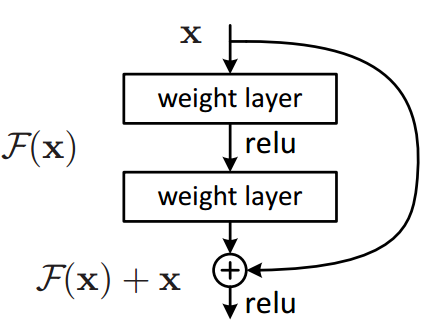 x
weight layer
relu
F(x)
weight layer
F(x) + x
relu